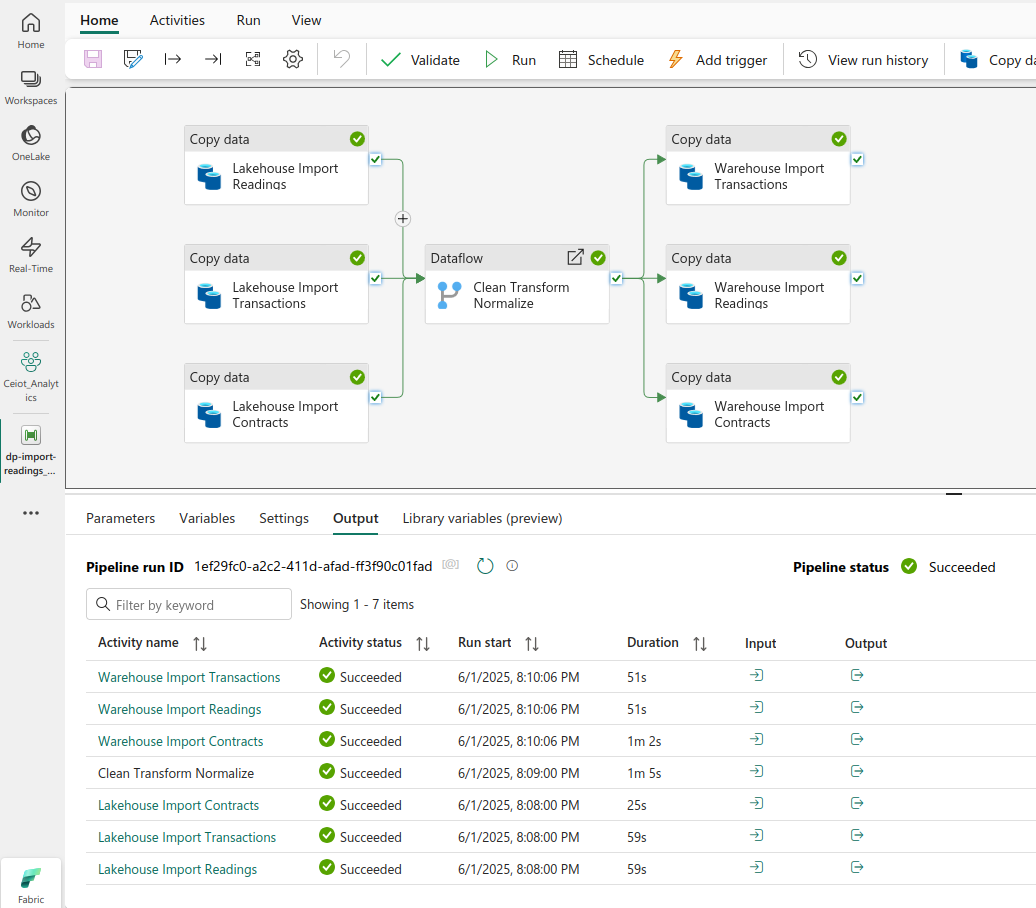 Home
Workspaces
OneLake
Monitor
Real-Time
Workloads
Ceiot_Analyt
ics
dp-import-
readings_...
Fabric
Home Activities Run View
Validate Run Schedule Add trigger View run history Copy da
Copy data
Lakehouse Import
Readings
Copy data
Lakehouse Import
Transactions
Copy data
Lakehouse Import
Contracts
Dataflow
Clean Transform
Normalize
Copy data
Warehouse Import
Transactions
Copy data
Warehouse Import
Readings
Copy data
Warehouse Import
Contracts
Parameters Variables Settings Output Library variables (preview)
Pipeline run ID 1ef29fc0-a2c2-411d-afad-ff3f90c01fad [@] Pipeline status Succeeded
Filter by keyword Showing 1 - 7 items
Activity name Activity status Run start Duration Input Output
Warehouse Import Transactions Succeeded 6/1/2025, 8:10:06 PM 51s
Warehouse Import Readings Succeeded 6/1/2025, 8:10:06 PM 51s
Warehouse Import Contracts Succeeded 6/1/2025, 8:10:06 PM 1m 2s
Clean Transform Normalize Succeeded 6/1/2025, 8:09:00 PM 1m 5s
Lakehouse Import Contracts Succeeded 6/1/2025, 8:08:00 PM 25s
Lakehouse Import Transactions Succeeded 6/1/2025, 8:08:00 PM 59s
Lakehouse Import Readings Succeeded 6/1/2025, 8:08:00 PM 59s